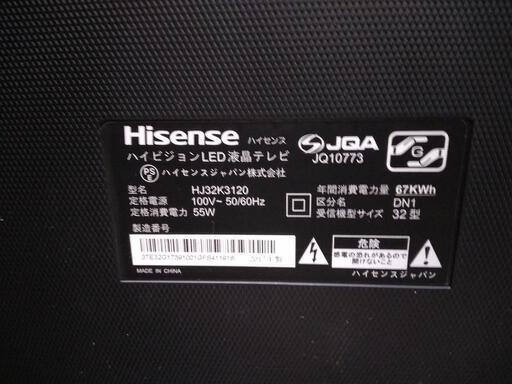 Hisense ハイセンス
JQA
JQ10773
G
ハイビジョンLED液晶テレビ
PS
E
ハイセンスジャパン株式会社
型名 HJ32K3120
定格電源 100V~ 50/60Hz
定格消費電力 55W
年間消費電力量 67KWh
区分名 DN1
受信機型サイズ 32型
製造番号
MADE IN CHINA
危険
感電の恐れがあるため
開けないこと
ハイセンスジャパン